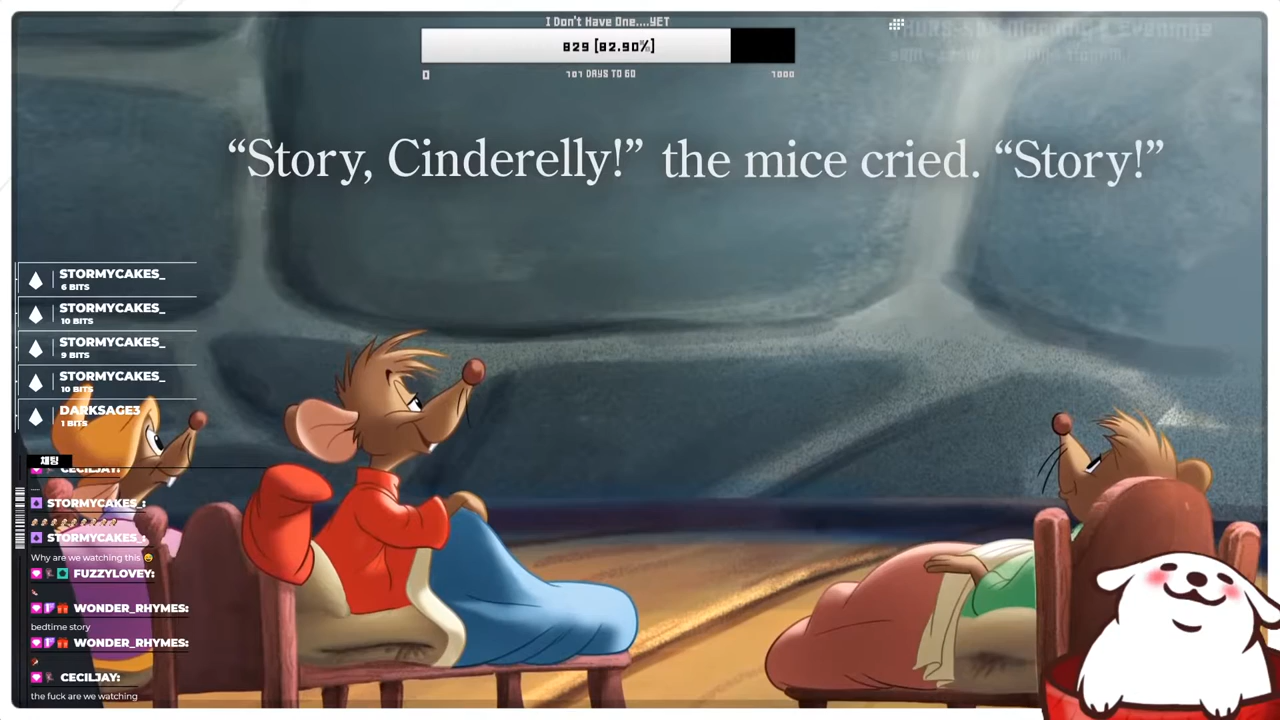 I Don't Have One....YET
829 [82.90%]
0
101 DAYS TO GO
1000
“Story, Cinderelly!” the mice cried. “Story!”
STORMYCAKES_
6 BITS
STORMYCAKES_
10 BITS
STORMYCAKES_
9 BITS
STORMYCAKES_
10 BITS
DARKSAGE3
1 BITS
채팅
CECILJAY:
STORMYCAKES_:
STORMYCAKES_:
Why are we watching this
FUZZYLOVEY:
WONDER_RHYMES:
bedtime story
WONDER_RHYMES:
CECILJAY:
the fuck are we watching